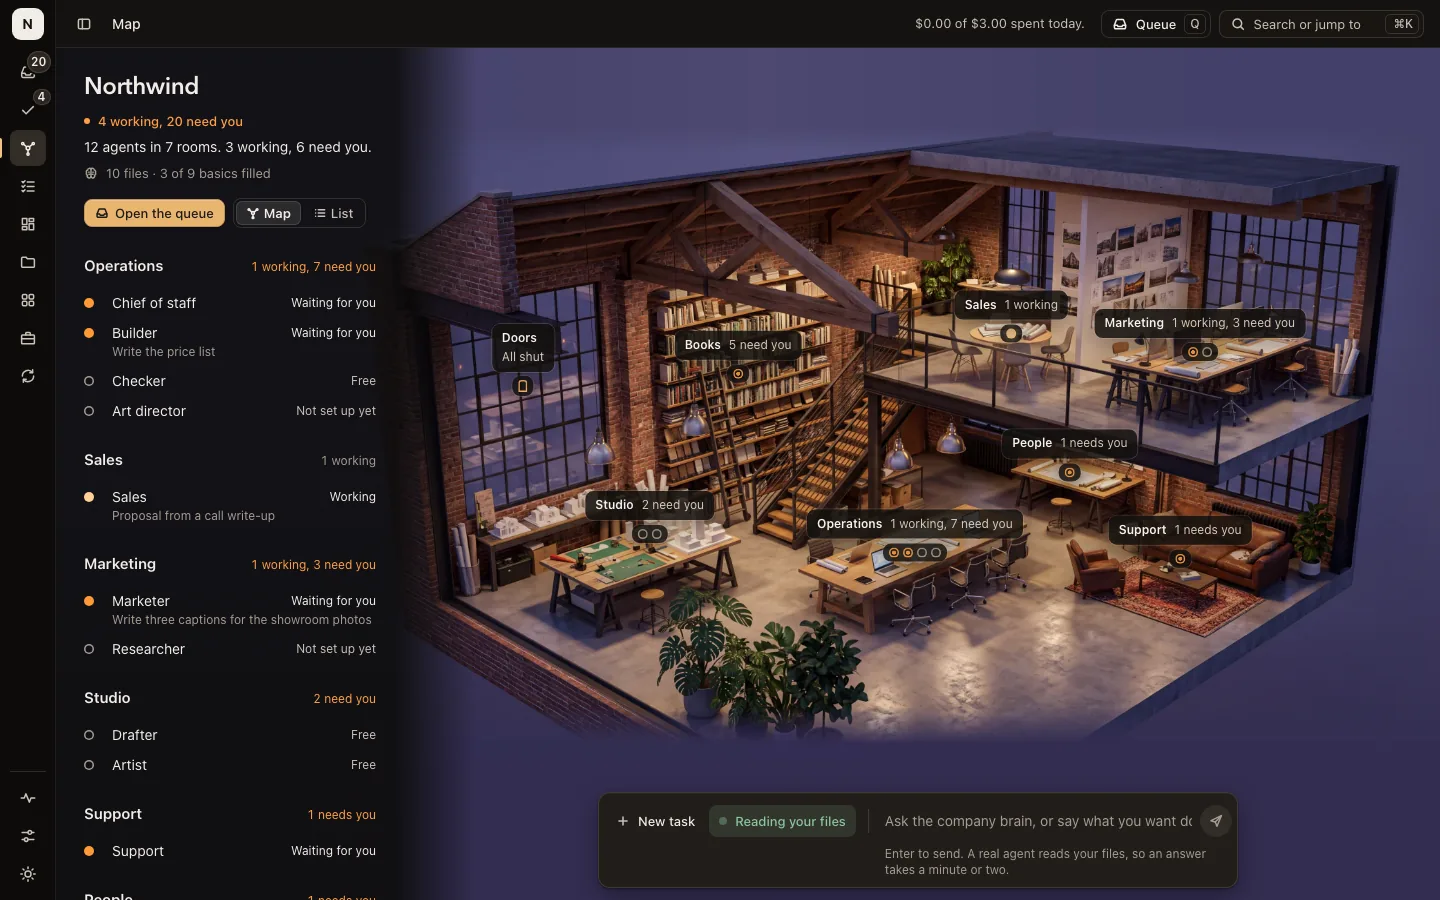 N
Map
$0.00 of $3.00 spent today.
Queue
Q
Search or jump to
⌘K
20
4
Northwind
4 working, 20 need you
12 agents in 7 rooms. 3 working, 6 need you.
10 files · 3 of 9 basics filled
Open the queue
Map
List
Operations
1 working, 7 need you
Chief of staff
Waiting for you
Builder
Waiting for you
Write the price list
Checker
Free
Art director
Not set up yet
Sales
1 working
Sales
Working
Proposal from a call write-up
Marketing
1 working, 3 need you
Marketer
Waiting for you
Write three captions for the showroom photos
Researcher
Not set up yet
Studio
2 need you
Drafter
Free
Artist
Free
Support
1 needs you
Support
Waiting for you
People
1 needs you
Doors
All shut
Books 5 need you
Sales 1 working
Marketing 1 working, 3 need you
People 1 needs you
Studio 2 need you
Operations 1 working, 7 need you
Support 1 needs you
New task
Reading your files
Ask the company brain, or say what you want do
Enter to send. A real agent reads your files, so an answer
takes a minute or two.